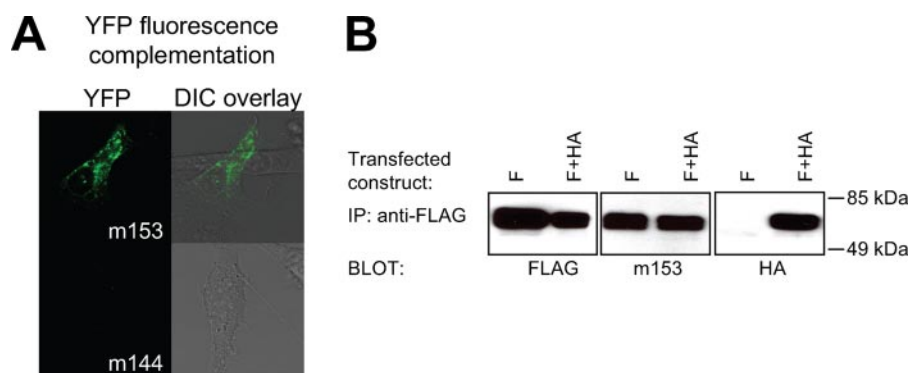 A
YFP fluorescence
complementation
YFP
DIC overlay
m153
m144
B
Transfected
construct:
F
F+HA
F
F+HA
F
F+HA
IP: anti-FLAG
85 kDa
49 kDa
BLOT:
FLAG
m153
HA